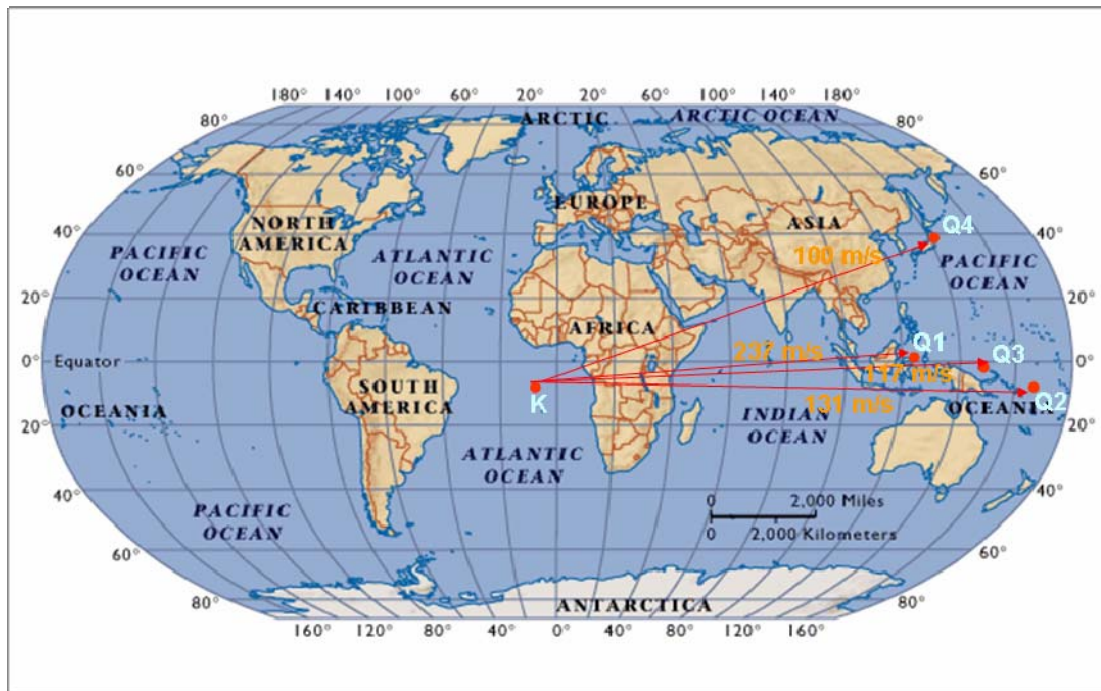 180° 140° 100° 60° 20° 20° 60° 100° 140° 180°
80° ARCTIC ARCTIC OCEAN 80°
60° 60°
EUROPE
NORTH AMERICA ASIA Q4
40° 40°
PACIFIC OCEAN ATLANTIC OCEAN 100 m/s PACIFIC OCEAN
20° CARIBBEAN 20°
AFRICA
237 m/s Q1 Q3
0° Equator 117 m/s 0°
SOUTH AMERICA K 131 m/s Q2
OCEANIA OCEANIA
INDIAN OCEAN
20° 20°
ATLANTIC OCEAN
40° 0 2,000 Miles 40°
PACIFIC OCEAN 0 2,000 Kilometers
60° 60°
80° ANTARCTICA 80°
160° 120° 80° 40° 0° 40° 80° 120° 160°